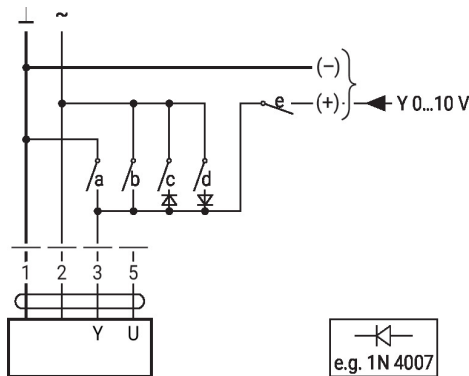 ⊥ ~
(–)
e (+) Y 0...10 V
a b c d
1 2 3 5
Y U
e.g. 1N 4007